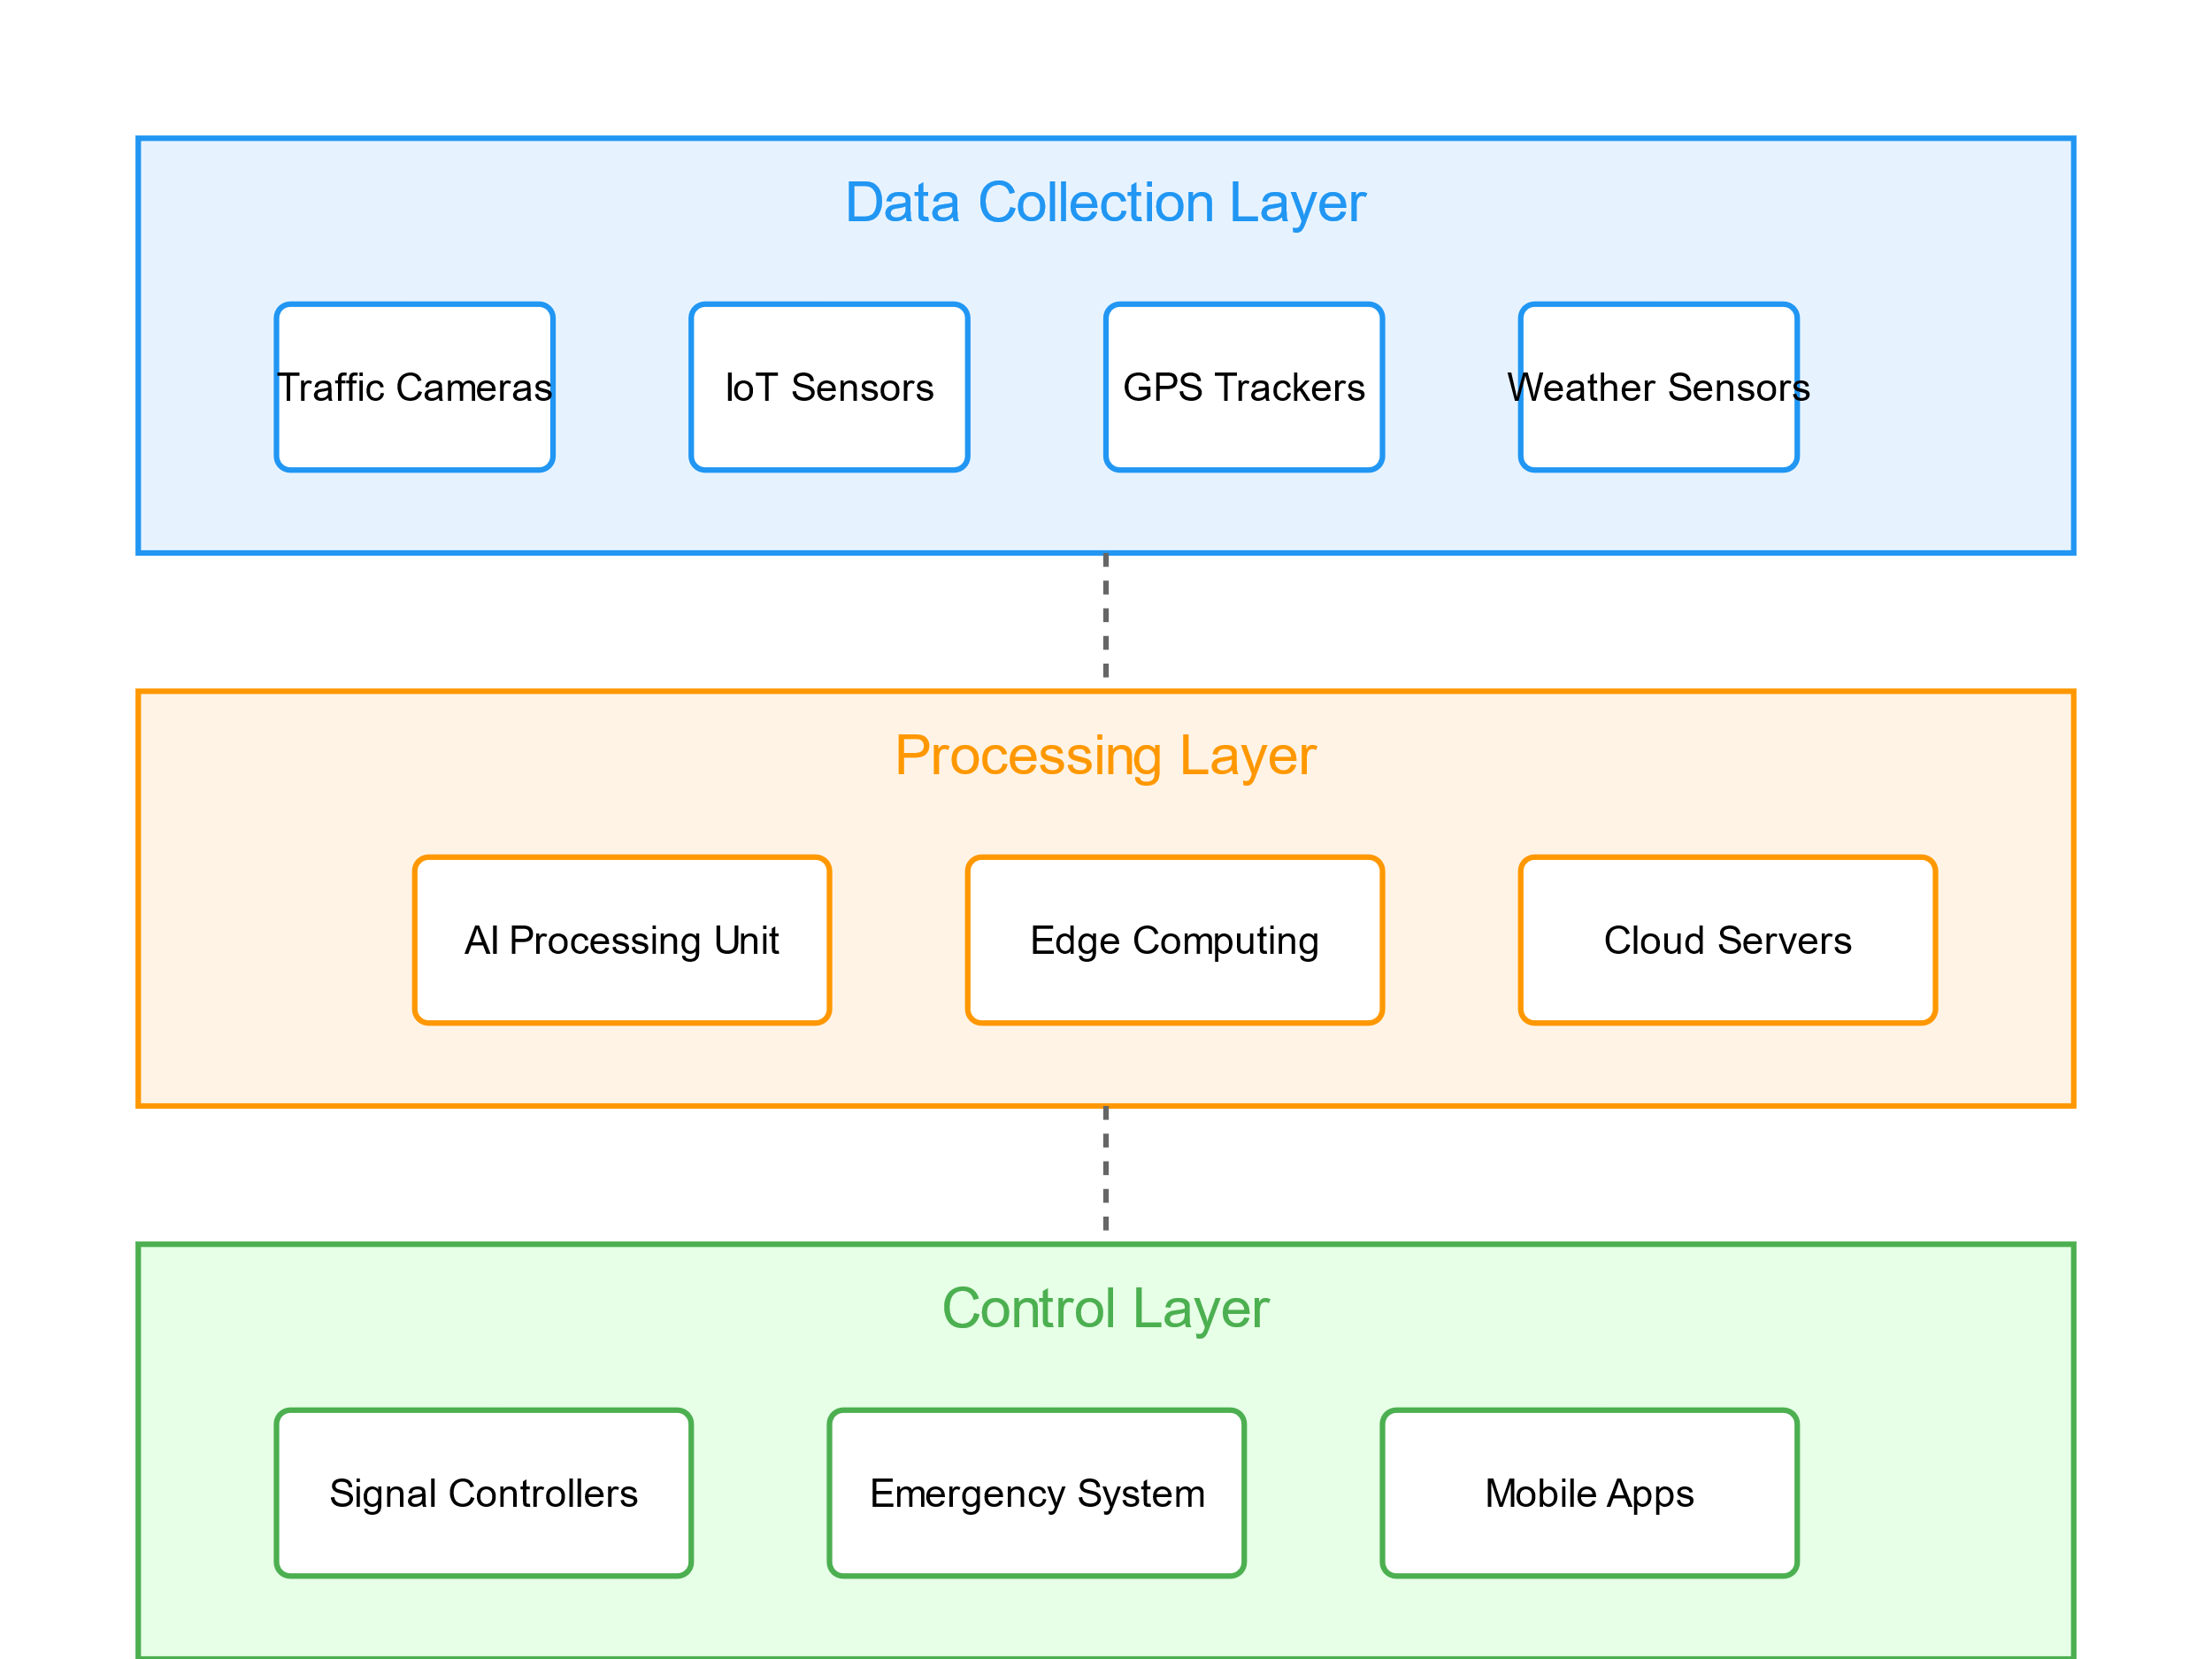 Data Collection Layer
Traffic Cameras
IoT Sensors
GPS Trackers
Weather Sensors
Processing Layer
AI Processing Unit
Edge Computing
Cloud Servers
Control Layer
Signal Controllers
Emergency System
Mobile Apps